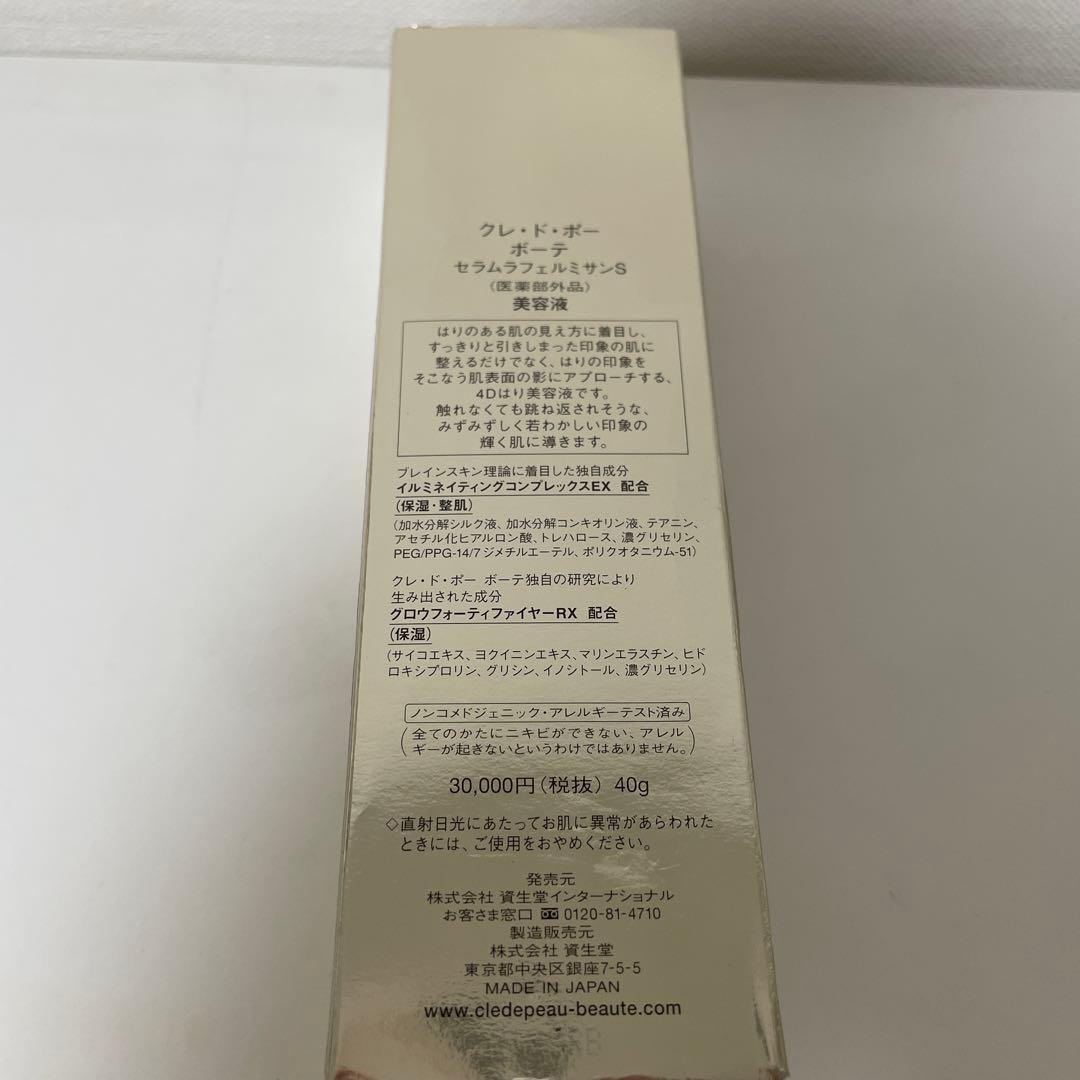 クレ・ド・ポー
ボーテ
セラムラフェルミサンS
(医薬部外品)
美容液
はりのある肌の見え方に着目し、
すっきりと引きしまった印象の肌に
整えるだけでなく、はりの印象を
そこなう肌表面の影にアプローチする、
4Dはり美容液です。
触れなくても跳ね返されそうな、
みずみずしく若わかしい印象の
輝く肌に導きます。
ブレインスキン理論に着目した独自成分
イルミネイティングコンプレックスEX 配合
(保湿・整肌)
(加水分解シルク液、加水分解コンキオリン液、テアニン、
アセチル化ヒアルロン酸、トレハロース、濃グリセリン、
PEG/PPG-14/7 ジメチルエーテル、ポリクオタニウム-51)
クレ・ド・ポー ボーテ独自の研究により
生み出された成分
グロウフォーティファイヤーRX 配合
(保湿)
(サイコエキス、ヨクイニンエキス、マリンエラスチン、ヒド
ロキシプロリン、グリシン、イノシトール、濃グリセリン)
ノンコメドジェニック・アレルギーテスト済み
(全てのかたにニキビができない、アレル
ギーが起きないというわけではありません。)
30,000円(税抜) 40g
◇直射日光にあたってお肌に異常があらわれた
ときには、ご使用をおやめください。
発売元
株式会社 資生堂インターナショナル
お客さま窓口 0120-81-4710
製造販売元
株式会社 資生堂
東京都中央区銀座7-5-5
MADE IN JAPAN
www.cledepeau-beaute.com